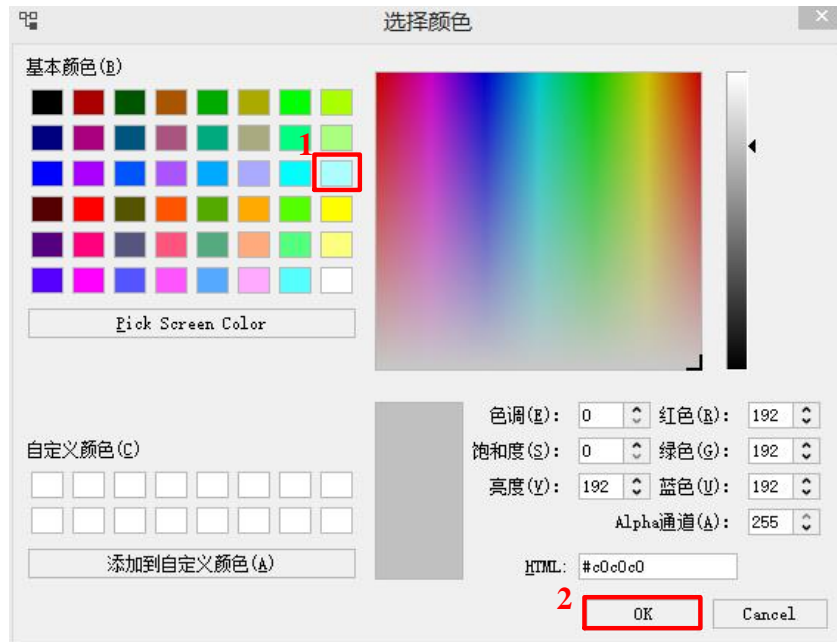 选择颜色
基本颜色(B)
1
Pick Screen Color
自定义颜色(C)
添加到自定义颜色(A)
色调(E): 0 红色(R): 192
饱和度(S): 0 绿色(G): 192
亮度(V): 192 蓝色(U): 192
Alpha通道(A): 255
HTML: #c0c0c0
2
OK Cancel